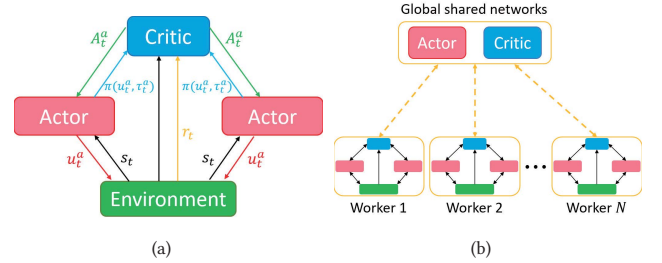 Critic
A_t^a
A_t^a
π(u_t^a, τ_t^a)
π(u_t^a, τ_t^a)
Actor
Actor
r_t
u_t^a
s_t
s_t
u_t^a
Environment
(a)
Global shared networks
Actor
Critic
Worker 1
Worker 2
Worker N
(b)